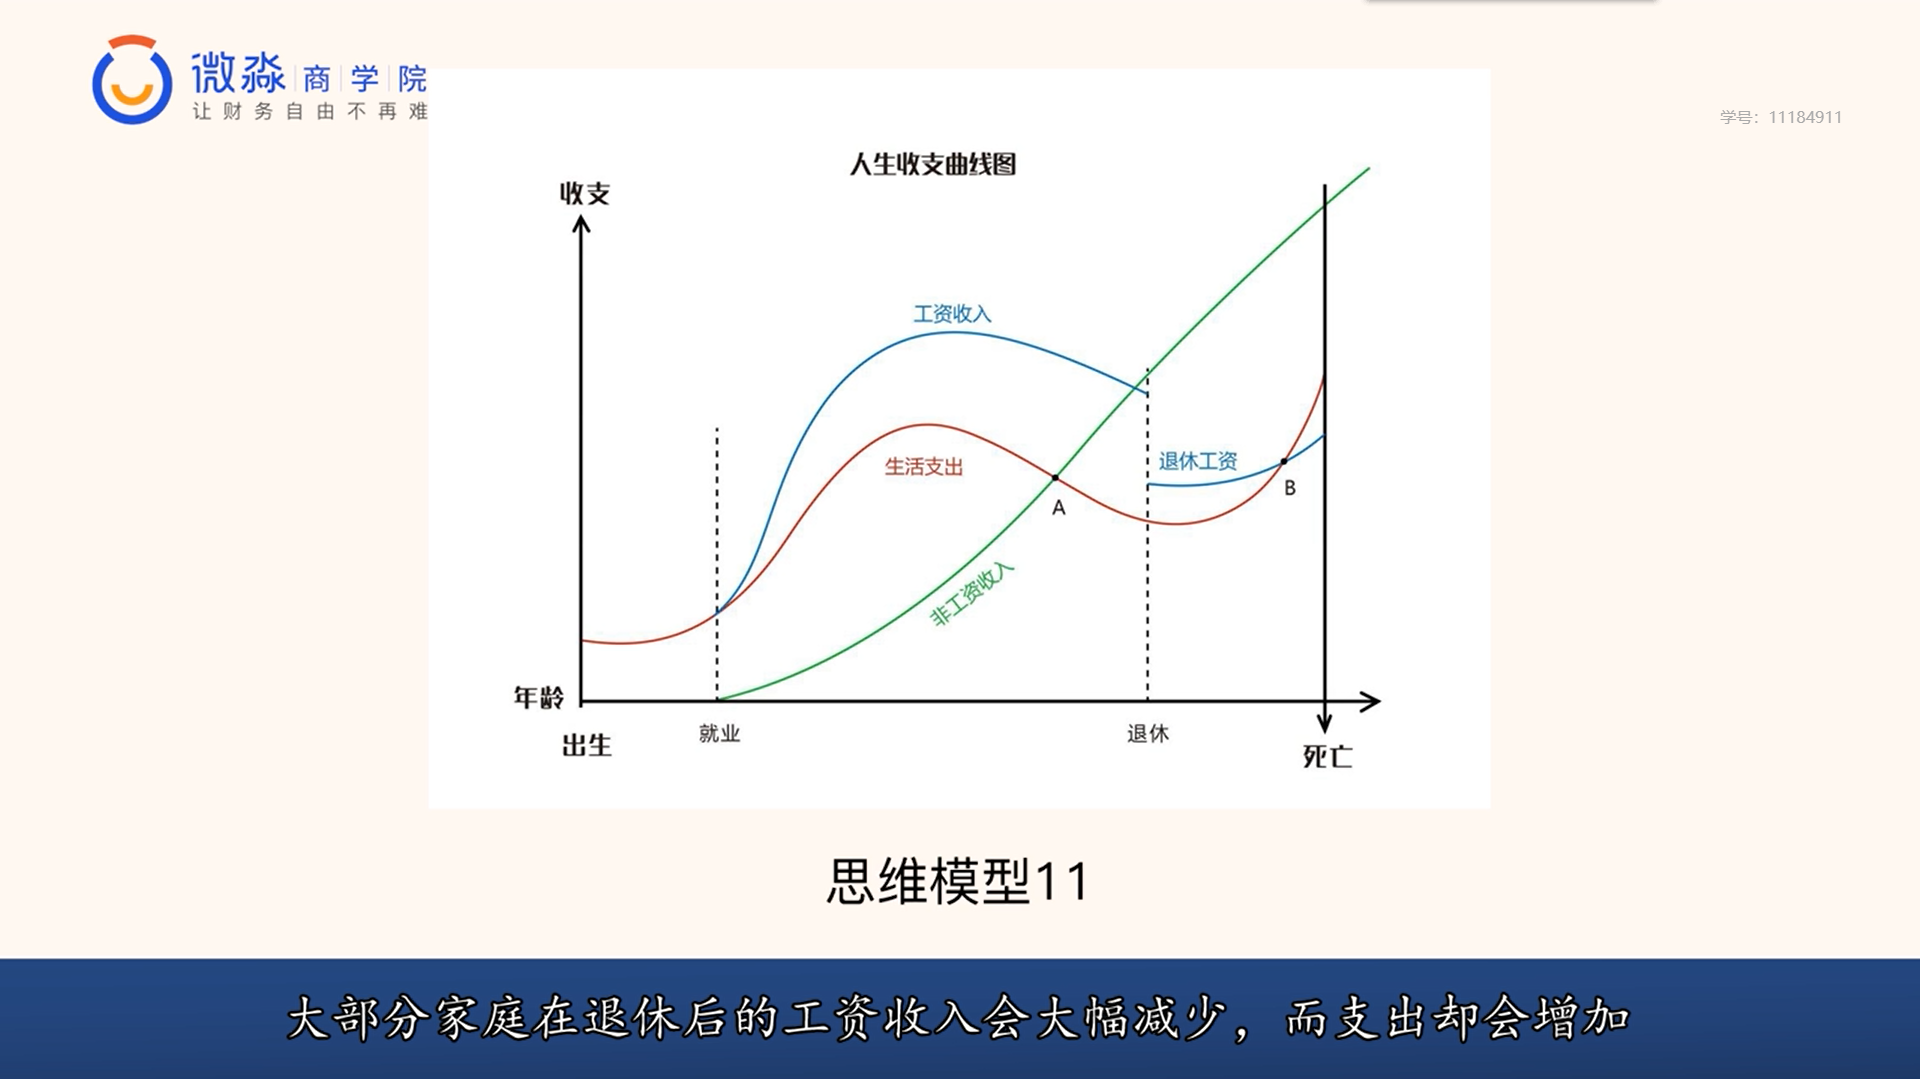 微淼商学院
让财务自由不再难
学号：11184911
人生收支曲线图
收支
工资收入
生活支出
退休工资
B
A
非工资收入
年龄
出生
就业
退休
死亡
思维模型11
大部分家庭在退休后的工资收入会大幅减少，而支出却会增加